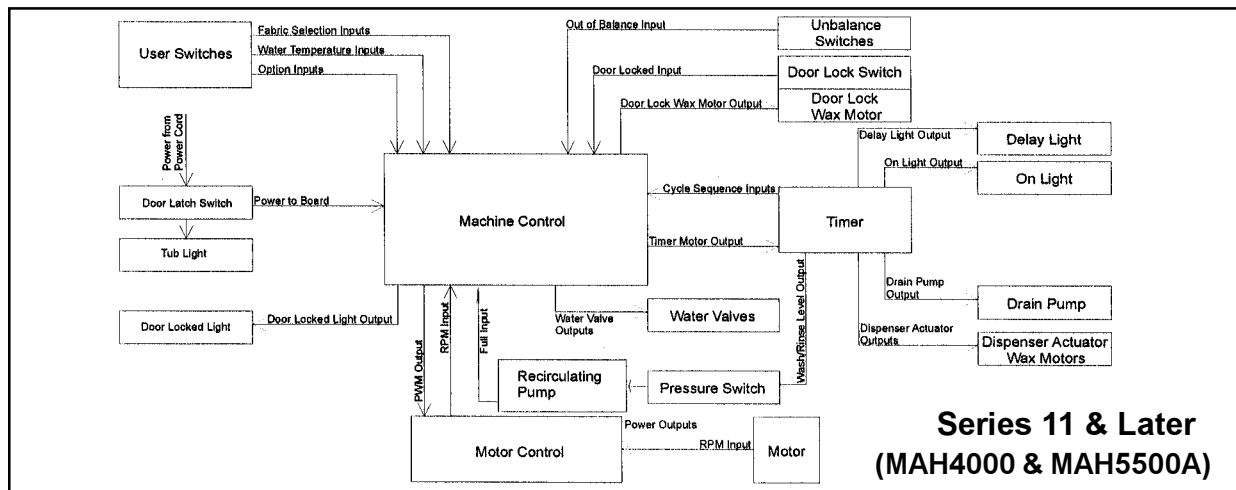 Fabric Selection Inputs
User Switches
Water Temperature Inputs
Option Inputs
Out of Balance Input
Unbalance
Switches
Door Locked Input
Door Lock Switch
Door Lock Wax Motor Output
Door Lock
Wax Motor
Power from
Power Cord
Delay Light Output
Delay Light
On Light Output
On Light
Door Latch Switch
Power to Board
Machine Control
Cycle Sequence Inputs
Timer
Timer Motor Output
Tub Light
Door Locked Light
Door Locked Light Output
PWM Output
RPM Input
Full Input
Water Valve
Outputs
Water Valves
Wash/Rinse Level Output
Drain Pump
Output
Drain Pump
Dispenser Actuator
Outputs
Dispenser Actuator
Wax Motors
Recirculating
Pump
Pressure Switch
Motor Control
Power Outputs
RPM Input
Motor
Series 11 & Later
(MAH4000 & MAH5500A)